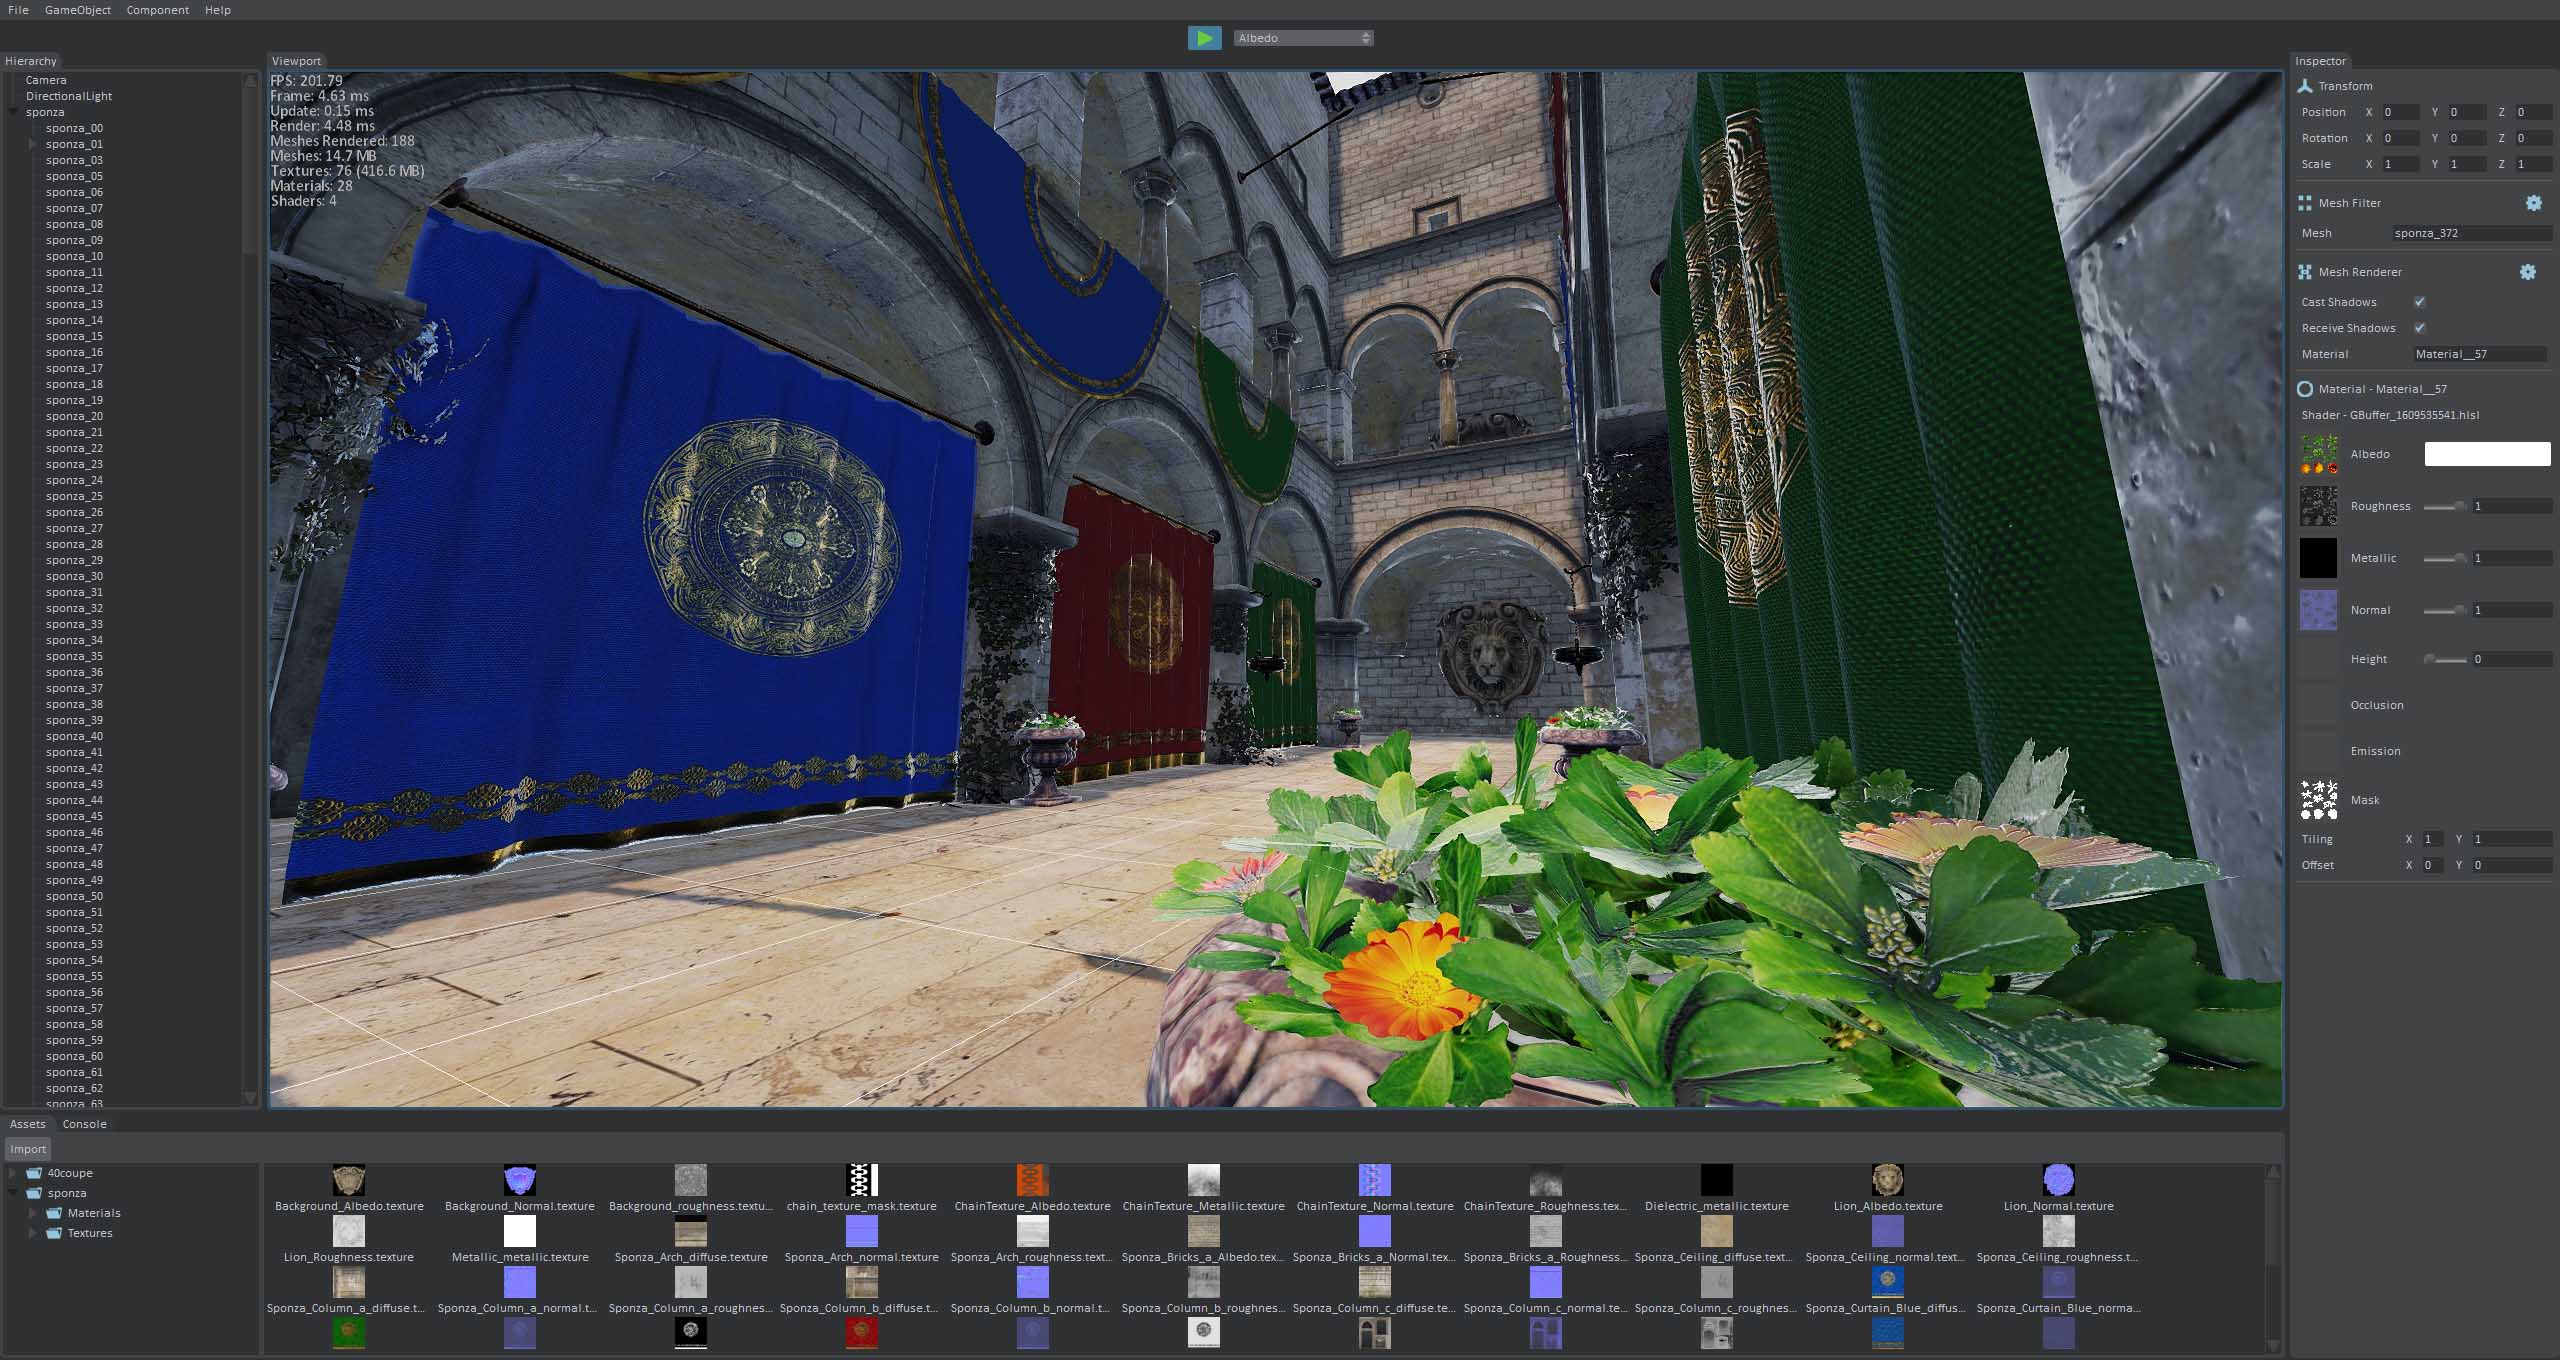 File GameObject Component Help
Albedo
Hierarchy
Camera
DirectionalLight
sponza
sponza_00
sponza_01
sponza_03
sponza_05
sponza_06
sponza_07
sponza_08
sponza_09
sponza_10
sponza_11
sponza_12
sponza_13
sponza_14
sponza_15
sponza_16
sponza_17
sponza_18
sponza_19
sponza_20
sponza_21
sponza_22
sponza_23
sponza_24
sponza_25
sponza_26
sponza_27
sponza_28
sponza_29
sponza_30
sponza_31
sponza_32
sponza_33
sponza_34
sponza_35
sponza_36
sponza_37
sponza_38
sponza_39
sponza_40
sponza_41
sponza_42
sponza_43
sponza_44
sponza_45
sponza_46
sponza_47
sponza_48
sponza_49
sponza_50
sponza_51
sponza_52
sponza_53
sponza_54
sponza_55
sponza_56
sponza_57
sponza_58
sponza_59
sponza_60
sponza_61
sponza_62
sponza_63
Viewport
FPS: 201.79
Frame: 4.63 ms
Update: 0.15 ms
Render: 4.48 ms
Meshes Rendered: 188
Meshes: 14.7 MB
Textures: 76 (416.6 MB)
Materials: 28
Shaders: 4
Inspector
Transform
Position X 0 Y 0 Z 0
Rotation X 0 Y 0 Z 0
Scale X 1 Y 1 Z 1
Mesh Filter
Mesh sponza_372
Mesh Renderer
Cast Shadows
Receive Shadows
Material Material__57
Material - Material__57
Shader - GBuffer_1609535541.hlsl
Albedo
Roughness 1
Metallic 1
Normal 1
Height 0
Occlusion
Emission
Mask
Tiling X 1 Y 1
Offset X 0 Y 0
Assets Console
Import
40coupe
sponza
Materials
Textures
Background_Albedo.texture Background_Normal.texture Background_roughness.textu... chain_texture_mask.texture ChainTexture_Albedo.texture ChainTexture_Metallic.texture ChainTexture_Normal.texture ChainTexture_Roughness.tex... Dielectric_metallic.texture Lion_Albedo.texture Lion_Normal.texture
Lion_Roughness.texture Metallic_metallic.texture Sponza_Arch_diffuse.texture Sponza_Arch_normal.texture Sponza_Arch_roughness.text... Sponza_Bricks_a_Albedo.tex... Sponza_Bricks_a_Normal.tex... Sponza_Bricks_a_Roughness... Sponza_Ceiling_diffuse.text... Sponza_Ceiling_normal.text... Sponza_Ceiling_roughness.t...
Sponza_Column_a_diffuse.t... Sponza_Column_a_normal.t... Sponza_Column_a_roughnes... Sponza_Column_b_diffuse.t... Sponza_Column_b_normal.t... Sponza_Column_b_roughnes... Sponza_Column_c_diffuse.te... Sponza_Column_c_normal.te... Sponza_Column_c_roughnes... Sponza_Curtain_Blue_diffus... Sponza_Curtain_Blue_norma...